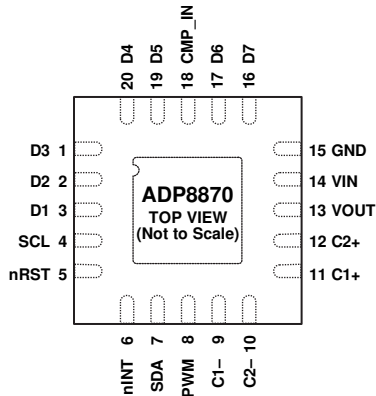 20 D4
19 D5
18 CMP_IN
17 D6
16 D7
D3 1
D2 2
D1 3
SCL 4
nRST 5
ADP8870
TOP VIEW
(Not to Scale)
15 GND
14 VIN
13 VOUT
12 C2+
11 C1+
nINT 6
SDA 7
PWM 8
C1– 9
C2– 10